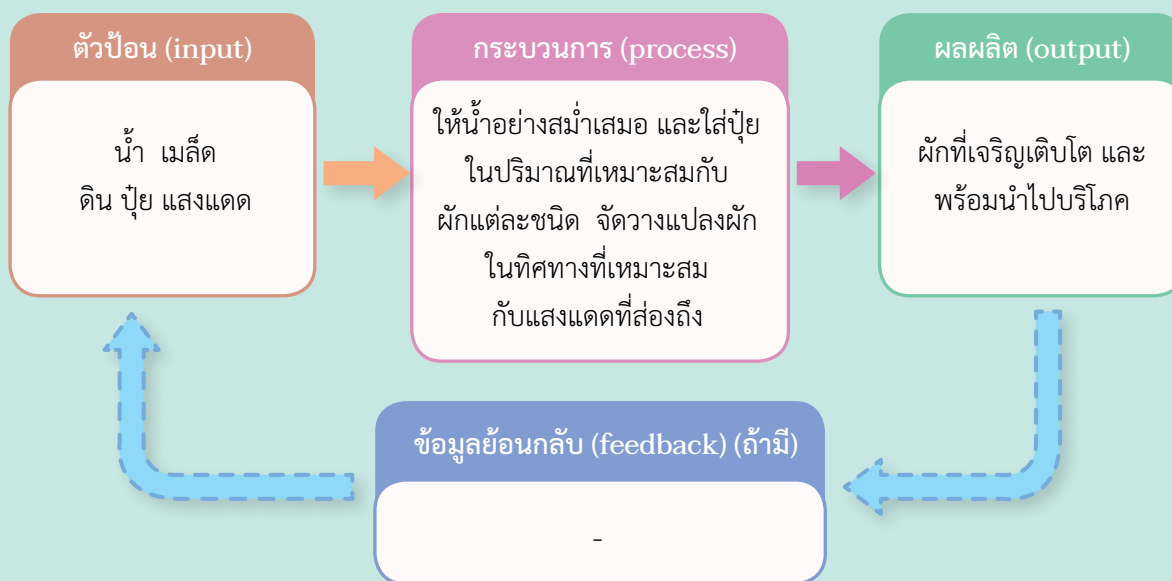 ตัวป้อน (input)
น้ำ เมล็ด
ดิน ปุ๋ย แสงแดด
กระบวนการ (process)
ให้น้ำอย่างสม่ำเสมอ และใส่ปุ๋ย
ในปริมาณที่เหมาะสมกับ
ผักแต่ละชนิด จัดวางแปลงผัก
ในทิศทางที่เหมาะสม
กับแสงแดดที่ส่องถึง
ผลผลิต (output)
ผักที่เจริญเติบโต และ
พร้อมนำไปบริโภค
ข้อมูลย้อนกลับ (feedback) (ถ้ามี)
-